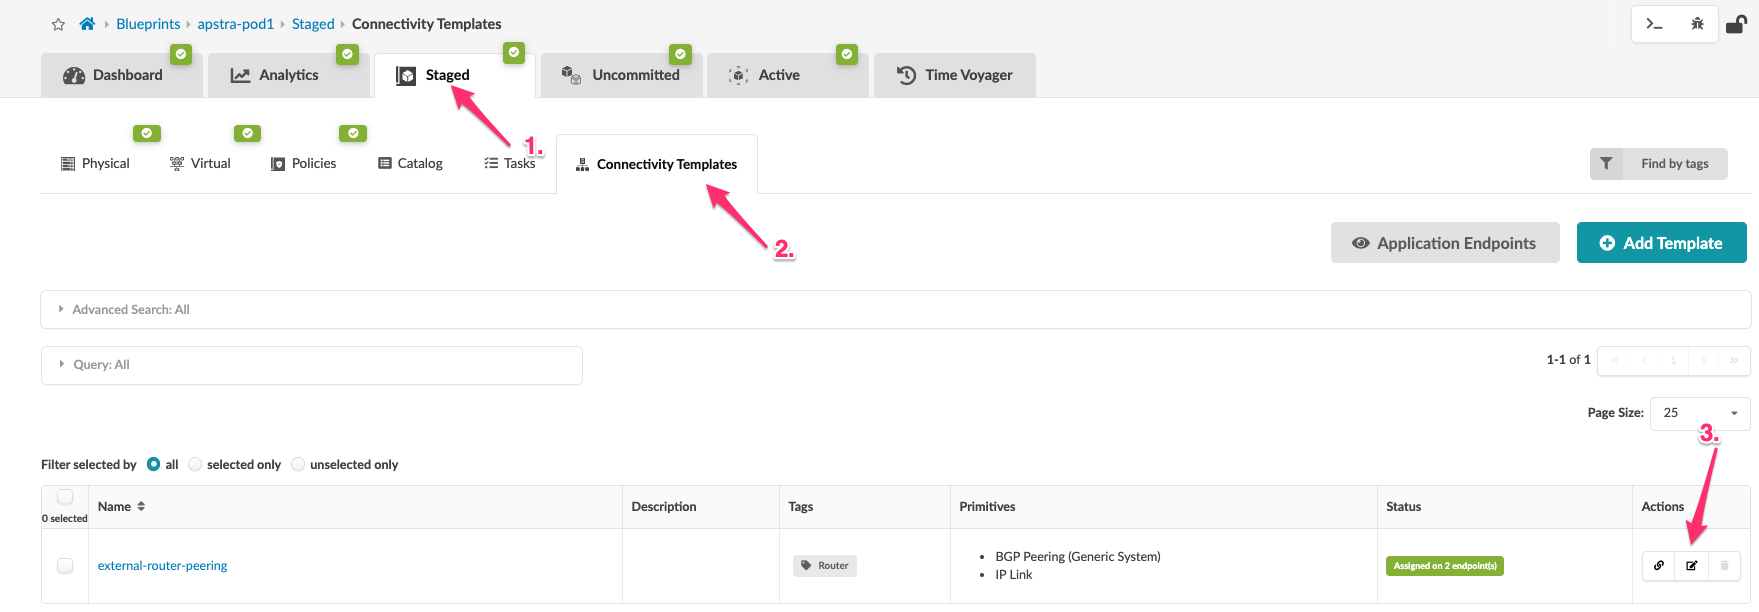 Blueprints apstra-pod1 Staged Connectivity Templates
Dashboard Analytics Staged Uncommitted Active Time Voyager
1.
Physical Virtual Policies Catalog Tasks Connectivity Templates Find by tags
2.
Application Endpoints Add Template
Advanced Search: All
Query: All
1-1 of 1 « < 1 > »
Page Size: 25
3.
Filter selected by all selected only unselected only
0 selected Name Description Tags Primitives Status Actions
external-router-peering Router • BGP Peering (Generic System) Assigned on 2 endpoint(s)
• IP Link